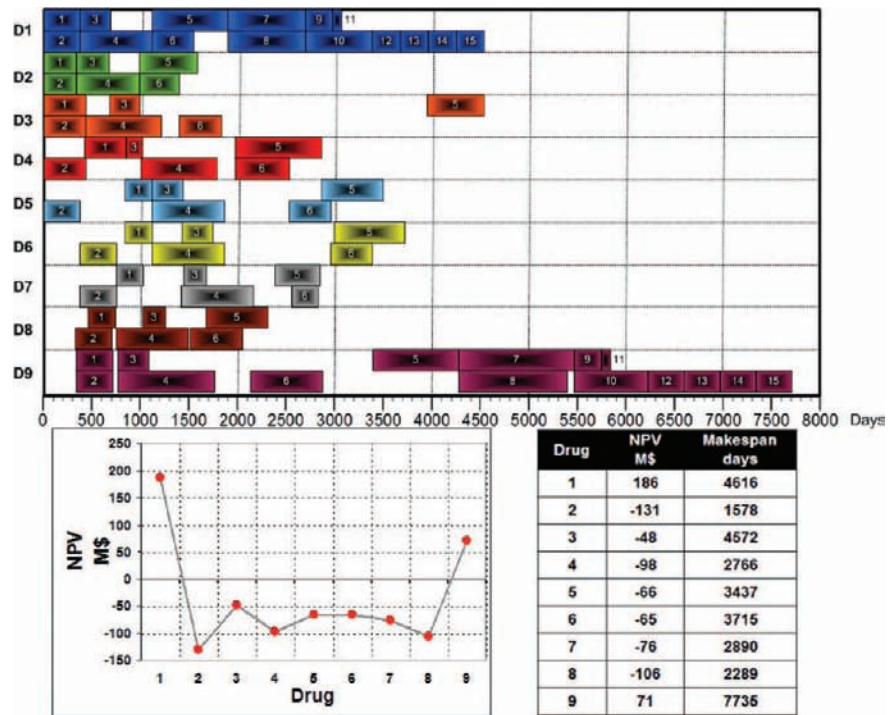 1 3 5 7 9 11
D1
2 4 6 8 10 12 13 14 15
1 3 5
D2
2 4 6
1 3 5
D3
2 4 6
1 3 5
D4
2 4 6
1 3 5
D5
2 4 6
1 3 5
D6
2 4 6
1 3 5
D7
2 4 6
1 3 5
D8
2 4 6
1 3 5 7 9 11
D9
2 4 6 8 10 12 13 14 15
0 500 1000 1500 2000 2500 3000 3500 4000 4500 5000 5500 6000 6500 7000 7500 8000 Days
250
200
150
100
50
0
-50
-100
-150
NPV
M$
1 2 3 4 5 6 7 8 9
Drug
Drug NPV M$ Makespan days
1 186 4616
2 -131 1578
3 -48 4572
4 -98 2766
5 -66 3437
6 -65 3715
7 -76 2890
8 -106 2289
9 71 7735